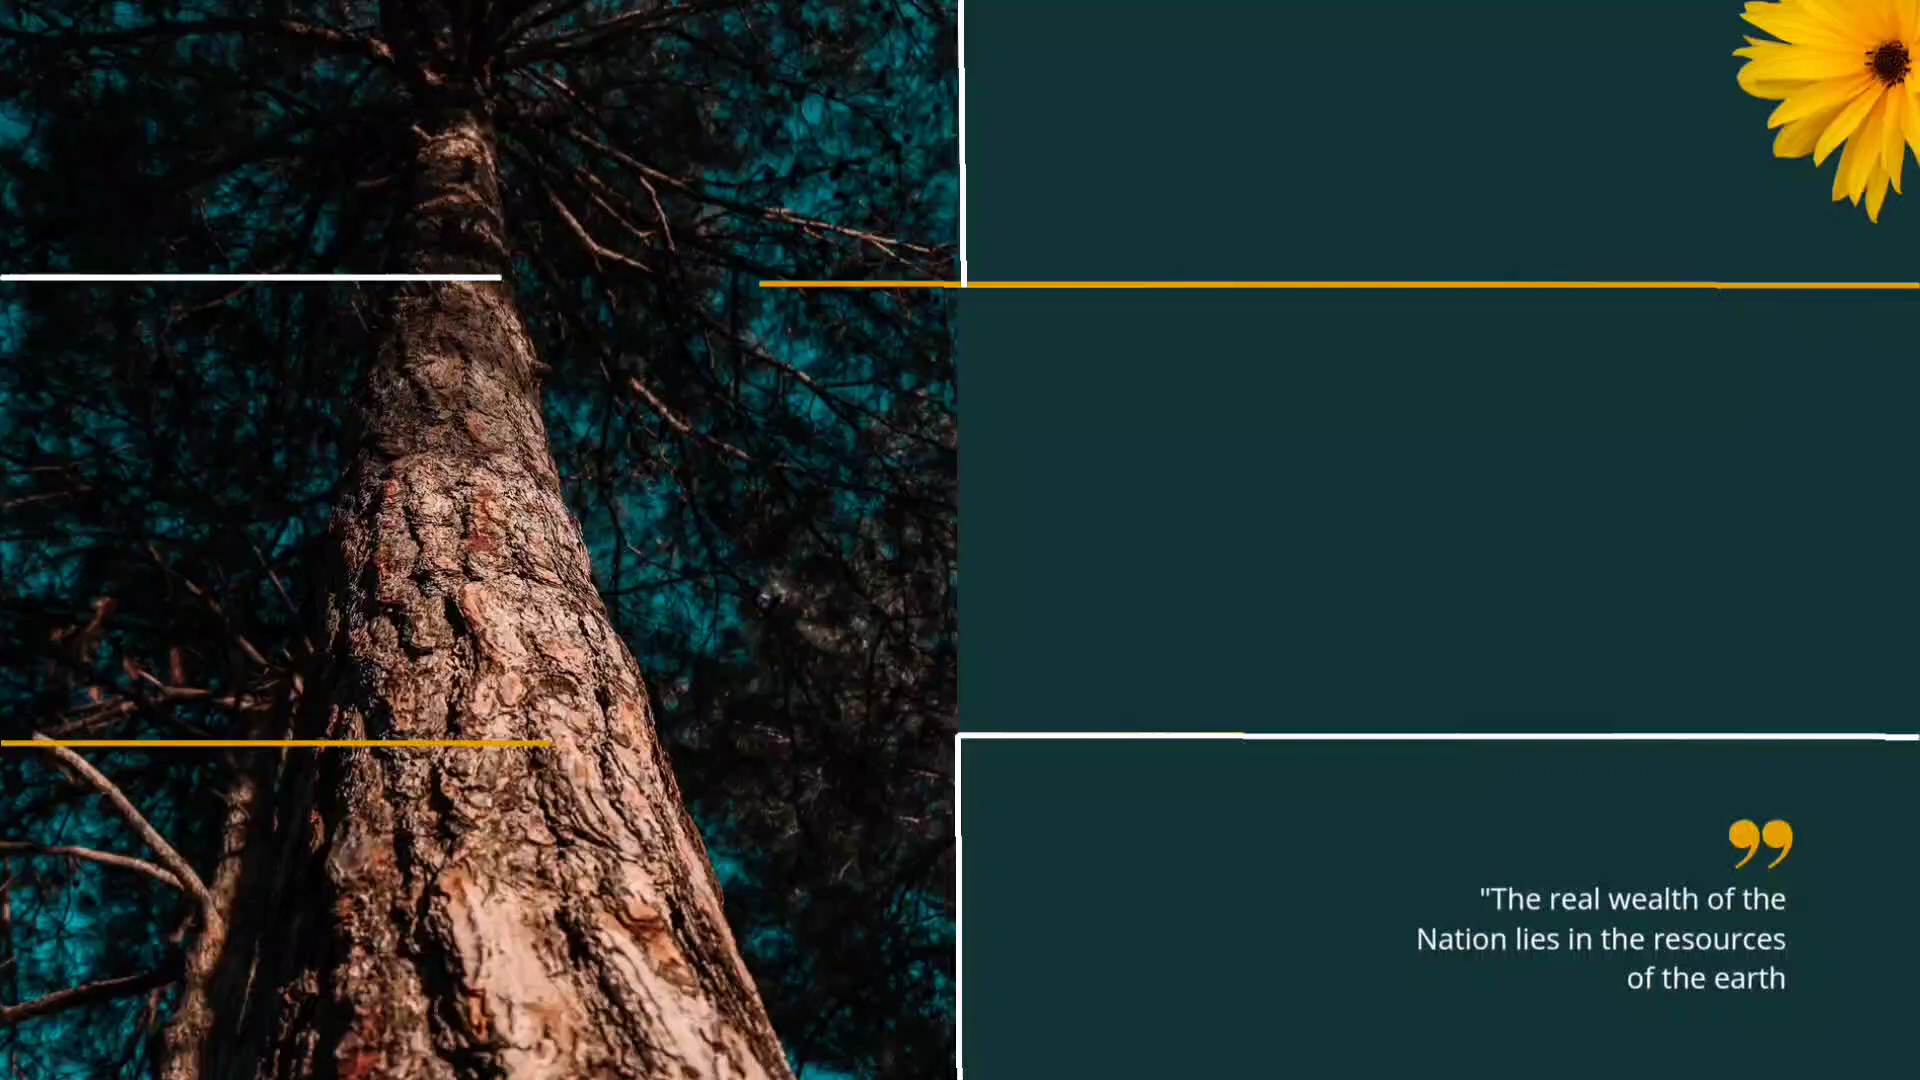 "The real wealth of the
Nation lies in the resources
of the earth